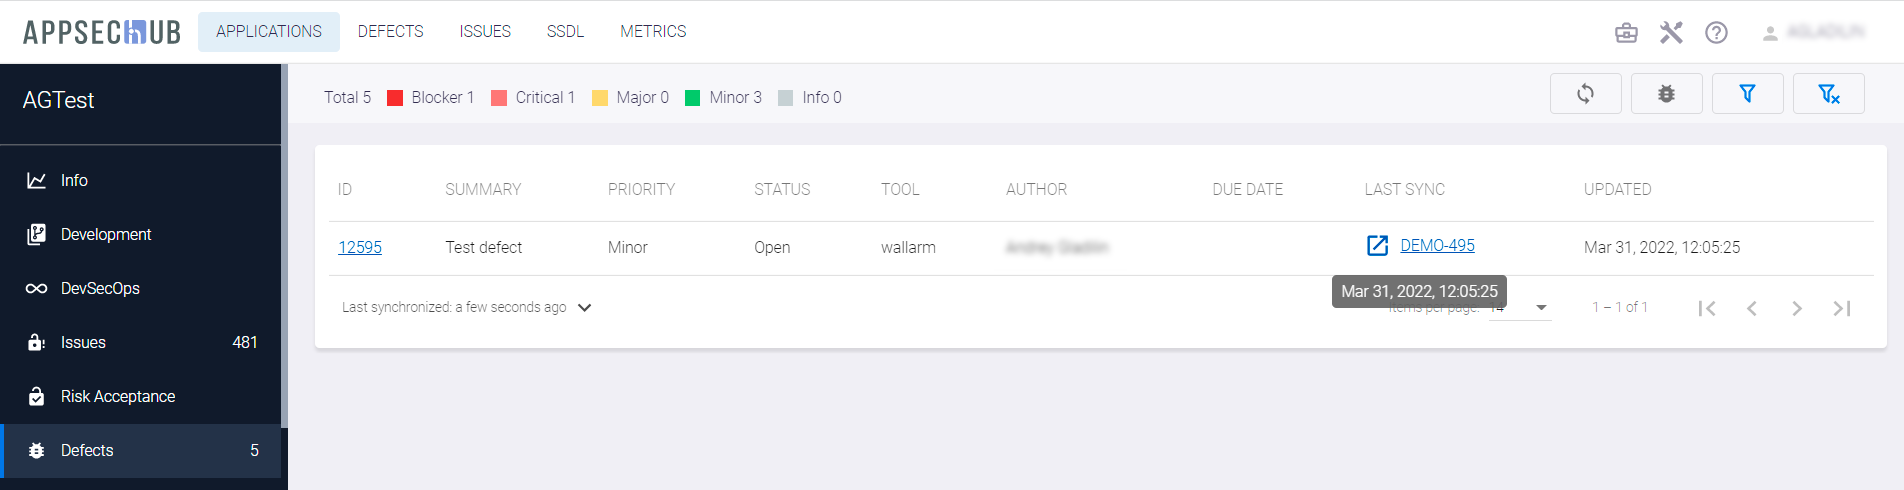 APPSECHUB APPLICATIONS DEFECTS ISSUES SSDL METRICS
AGTest
Total 5 Blocker 1 Critical 1 Major 0 Minor 3 Info 0
Info
Development
DevSecOps
Issues 481
Risk Acceptance
Defects 5
ID SUMMARY PRIORITY STATUS TOOL AUTHOR DUE DATE LAST SYNC UPDATED
12595 Test defect Minor Open wallarm DEMO-495 Mar 31, 2022, 12:05:25
Mar 31, 2022, 12:05:25
Last synchronized: a few seconds ago Items per page: 14 1 – 1 of 1